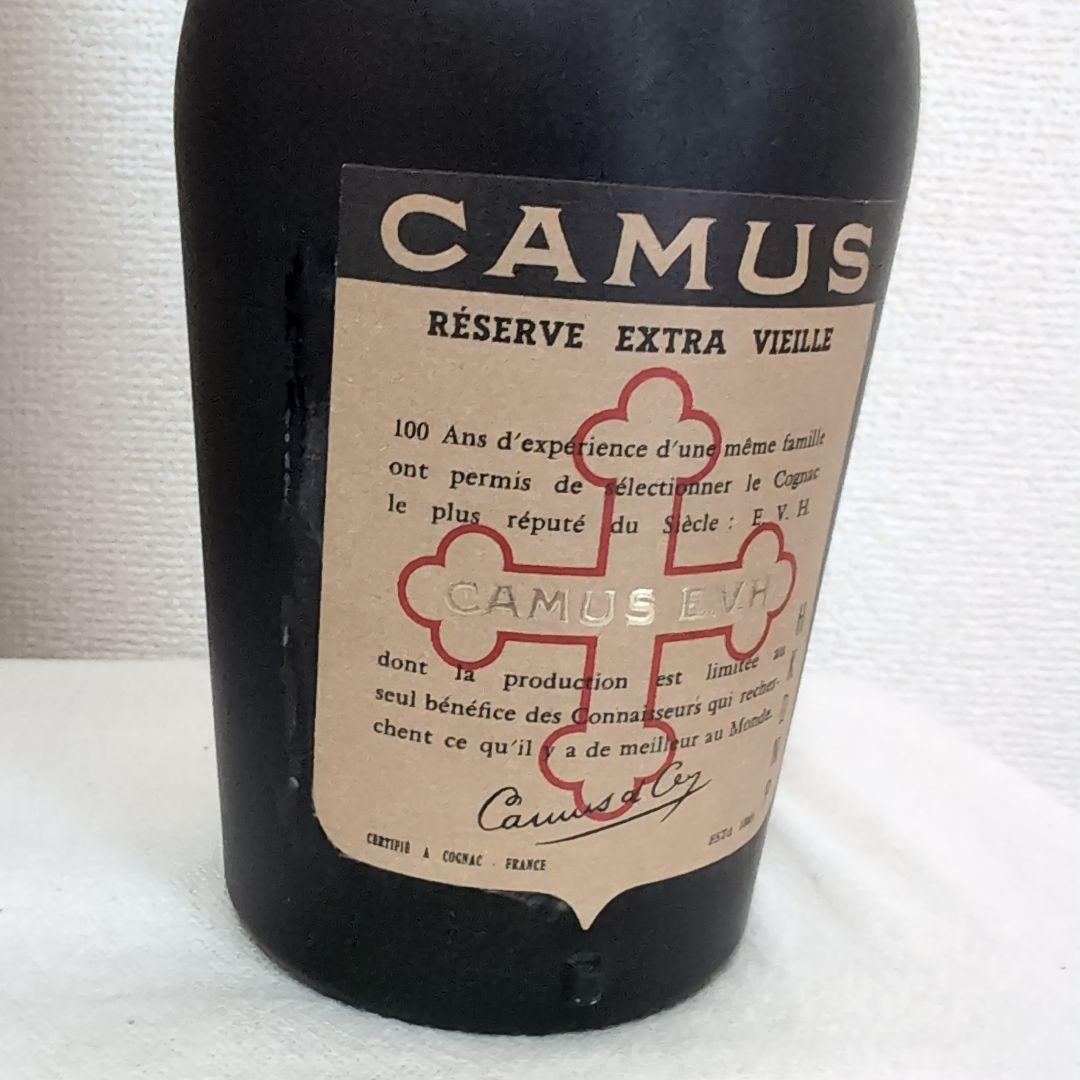 CAMUS
RÉSERVE EXTRA VIEILLE
100 Ans d'expérience d'une même famille
ont permis de sélectionner le Cognac
le plus réputé du Siècle : E. V. H.
CAMUS E.V.H.
dont la production est limitée au
seul bénéfice des Connaisseurs qui recher-
chent ce qu'il y a de meilleur au Monde.
Camus & Cie
CERTIFIÉ A COGNAC - FRANCE